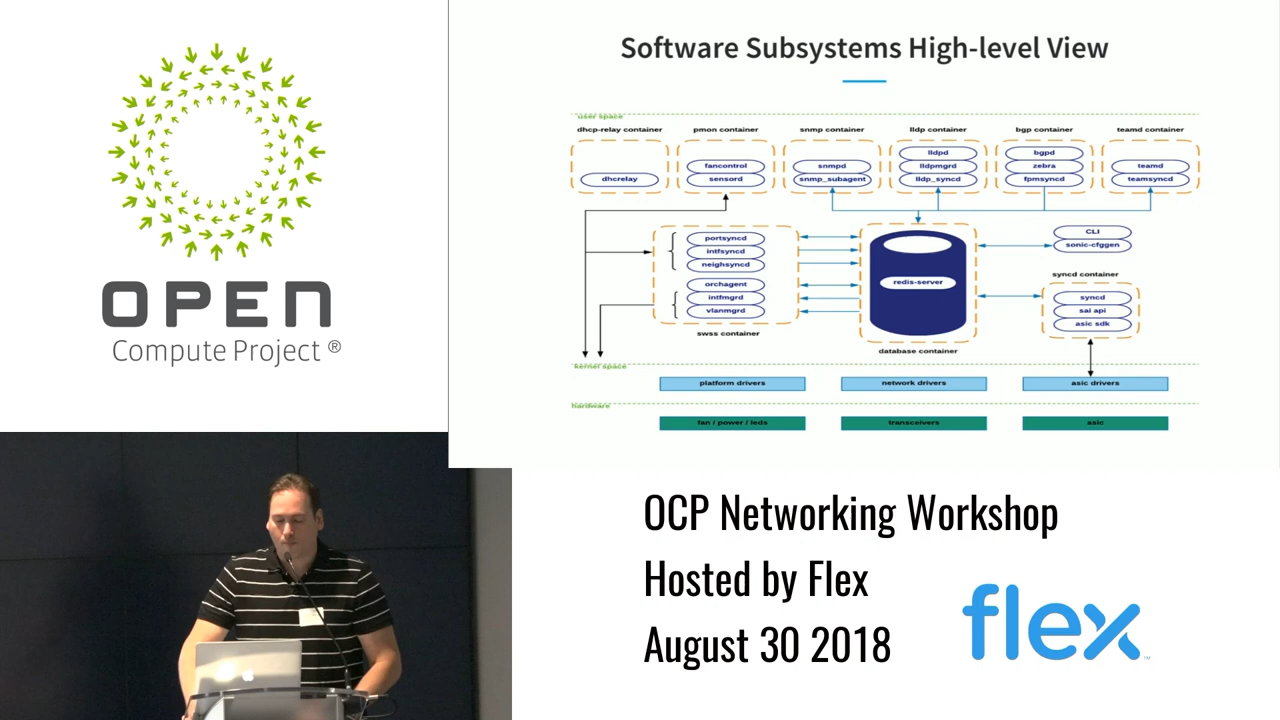 OPEN
Compute Project ®
Software Subsystems High-level View
user space
dhcp-relay container
pmon container
snmp container
lldp container
bgp container
teamd container
dhcrelay
fancontrol
sensord
snmpd
snmp_subagent
lldpd
lldpmgrd
lldp_syncd
bgpd
zebra
fpmsyncd
teamd
teamsyncd
portsyncd
intfsyncd
neighsyncd
orchagent
intfmgrd
vlanmgrd
swss container
redis-server
database container
CLI
sonic-cfggen
syncd container
syncd
sai api
asic sdk
kernel space
platform drivers
network drivers
asic drivers
hardware
fan / power / leds
transceivers
asic
OCP Networking Workshop
Hosted by Flex
August 30 2018
flex